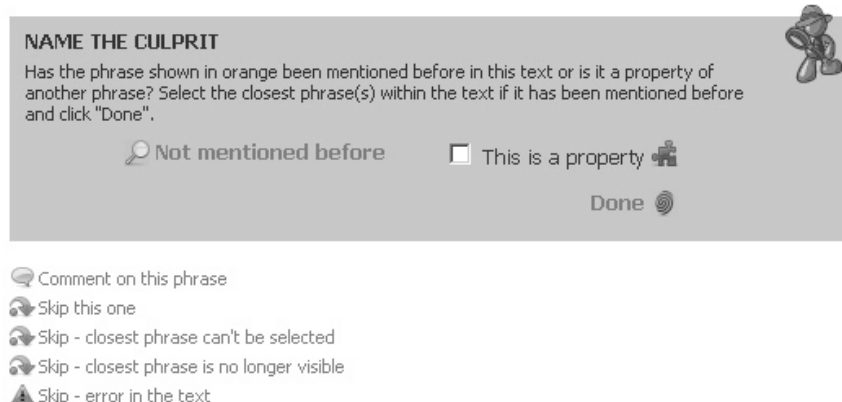 NAME THE CULPRIT
Has the phrase shown in orange been mentioned before in this text or is it a property of
another phrase? Select the closest phrase(s) within the text if it has been mentioned before
and click "Done".
Not mentioned before This is a property
Done
Comment on this phrase
Skip this one
Skip - closest phrase can't be selected
Skip - closest phrase is no longer visible
Skip - error in the text